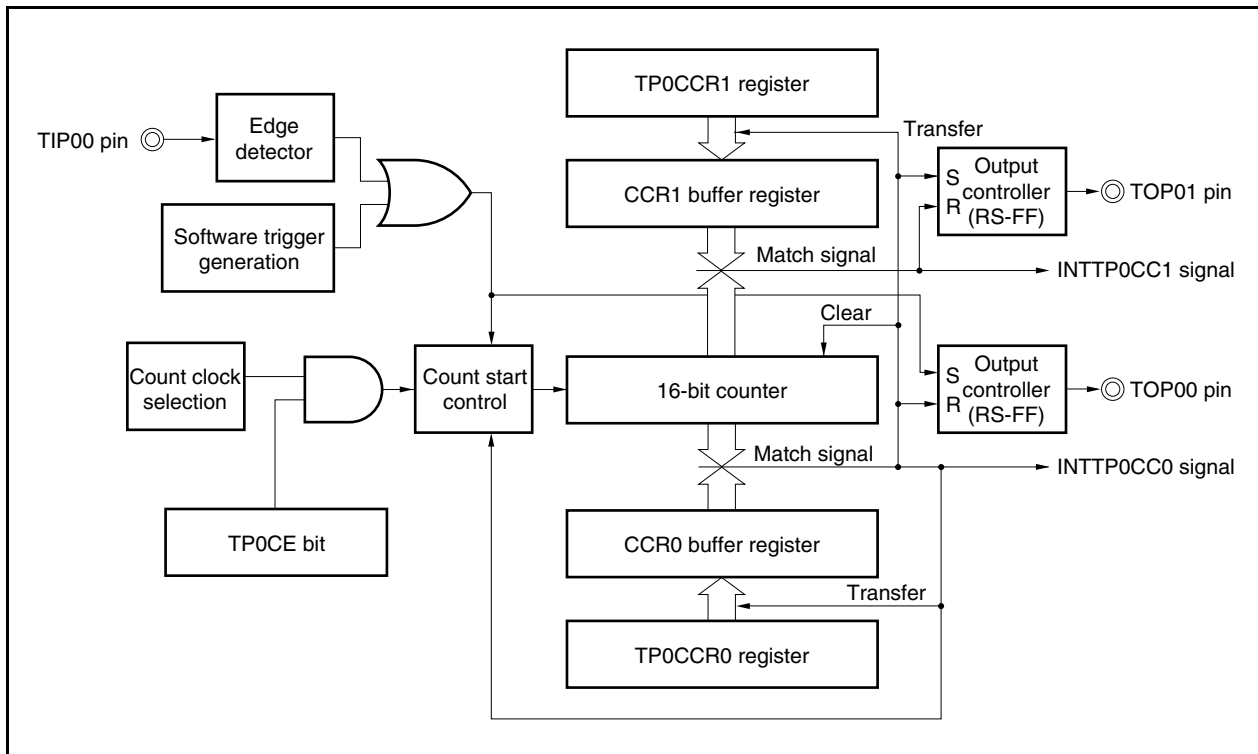 TP0CCR1 register
TIP00 pin
Edge
detector
Transfer
CCR1 buffer register
S
R
Output
controller
(RS-FF)
TOP01 pin
Software trigger
generation
Match signal
INTTP0CC1 signal
Clear
Count clock
selection
Count start
control
16-bit counter
S
R
Output
controller
(RS-FF)
TOP00 pin
Match signal
INTTP0CC0 signal
TP0CE bit
CCR0 buffer register
Transfer
TP0CCR0 register